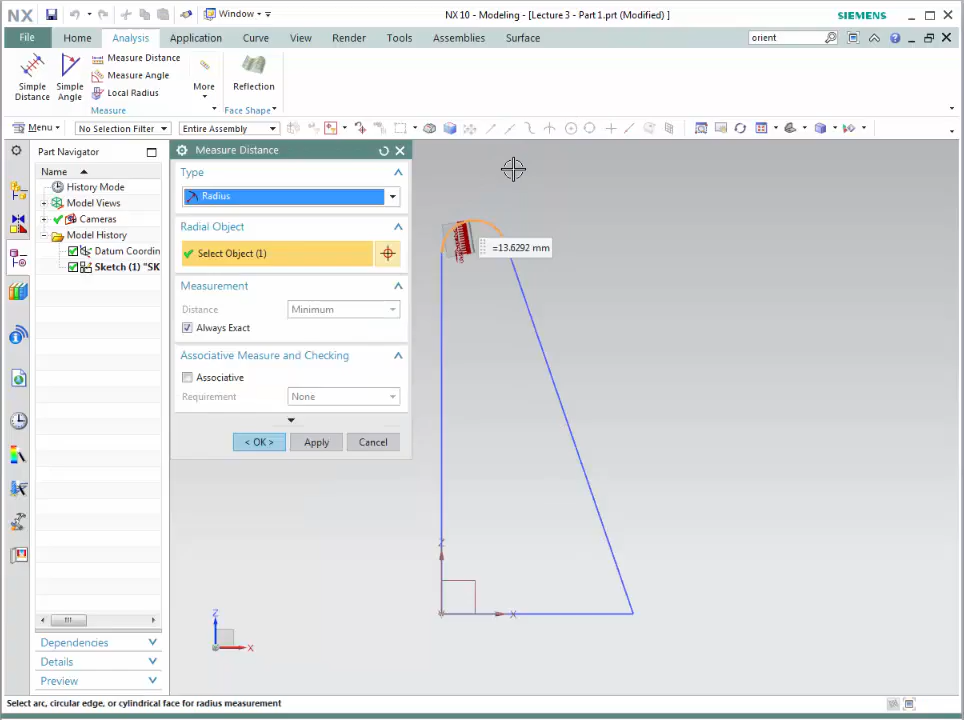 NX
Window
NX 10 - Modeling - [Lecture 3 - Part 1.prt (Modified) ]
SIEMENS
File
Home
Analysis
Application
Curve
View
Render
Tools
Assemblies
Surface
orient
Simple
Distance
Simple
Angle
Measure Distance
Measure Angle
Local Radius
More
Reflection
Measure
Face Shape
Menu
No Selection Filter
Entire Assembly
Part Navigator
Name
History Mode
Model Views
Cameras
Model History
Datum Coordin
Sketch (1) "SK
Dependencies
Details
Preview
Measure Distance
Type
Radius
Radial Object
Select Object (1)
Measurement
Distance
Minimum
Always Exact
Associative Measure and Checking
Associative
Requirement
None
< OK >
Apply
Cancel
=13.6292 mm
Z
X
Z
X
Select arc, circular edge, or cylindrical face for radius measurement